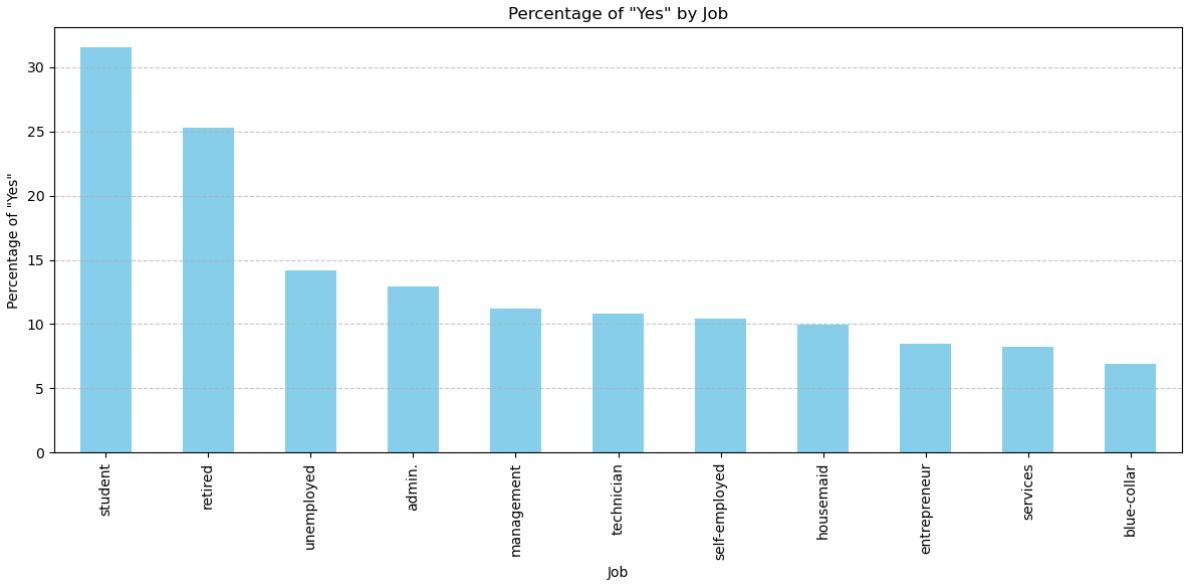 Percentage of "Yes" by Job
Percentage of "Yes"
30
25
20
15
10
5
0
student
retired
unemployed
admin.
management
technician
self-employed
housemaid
entrepreneur
services
blue-collar
Job